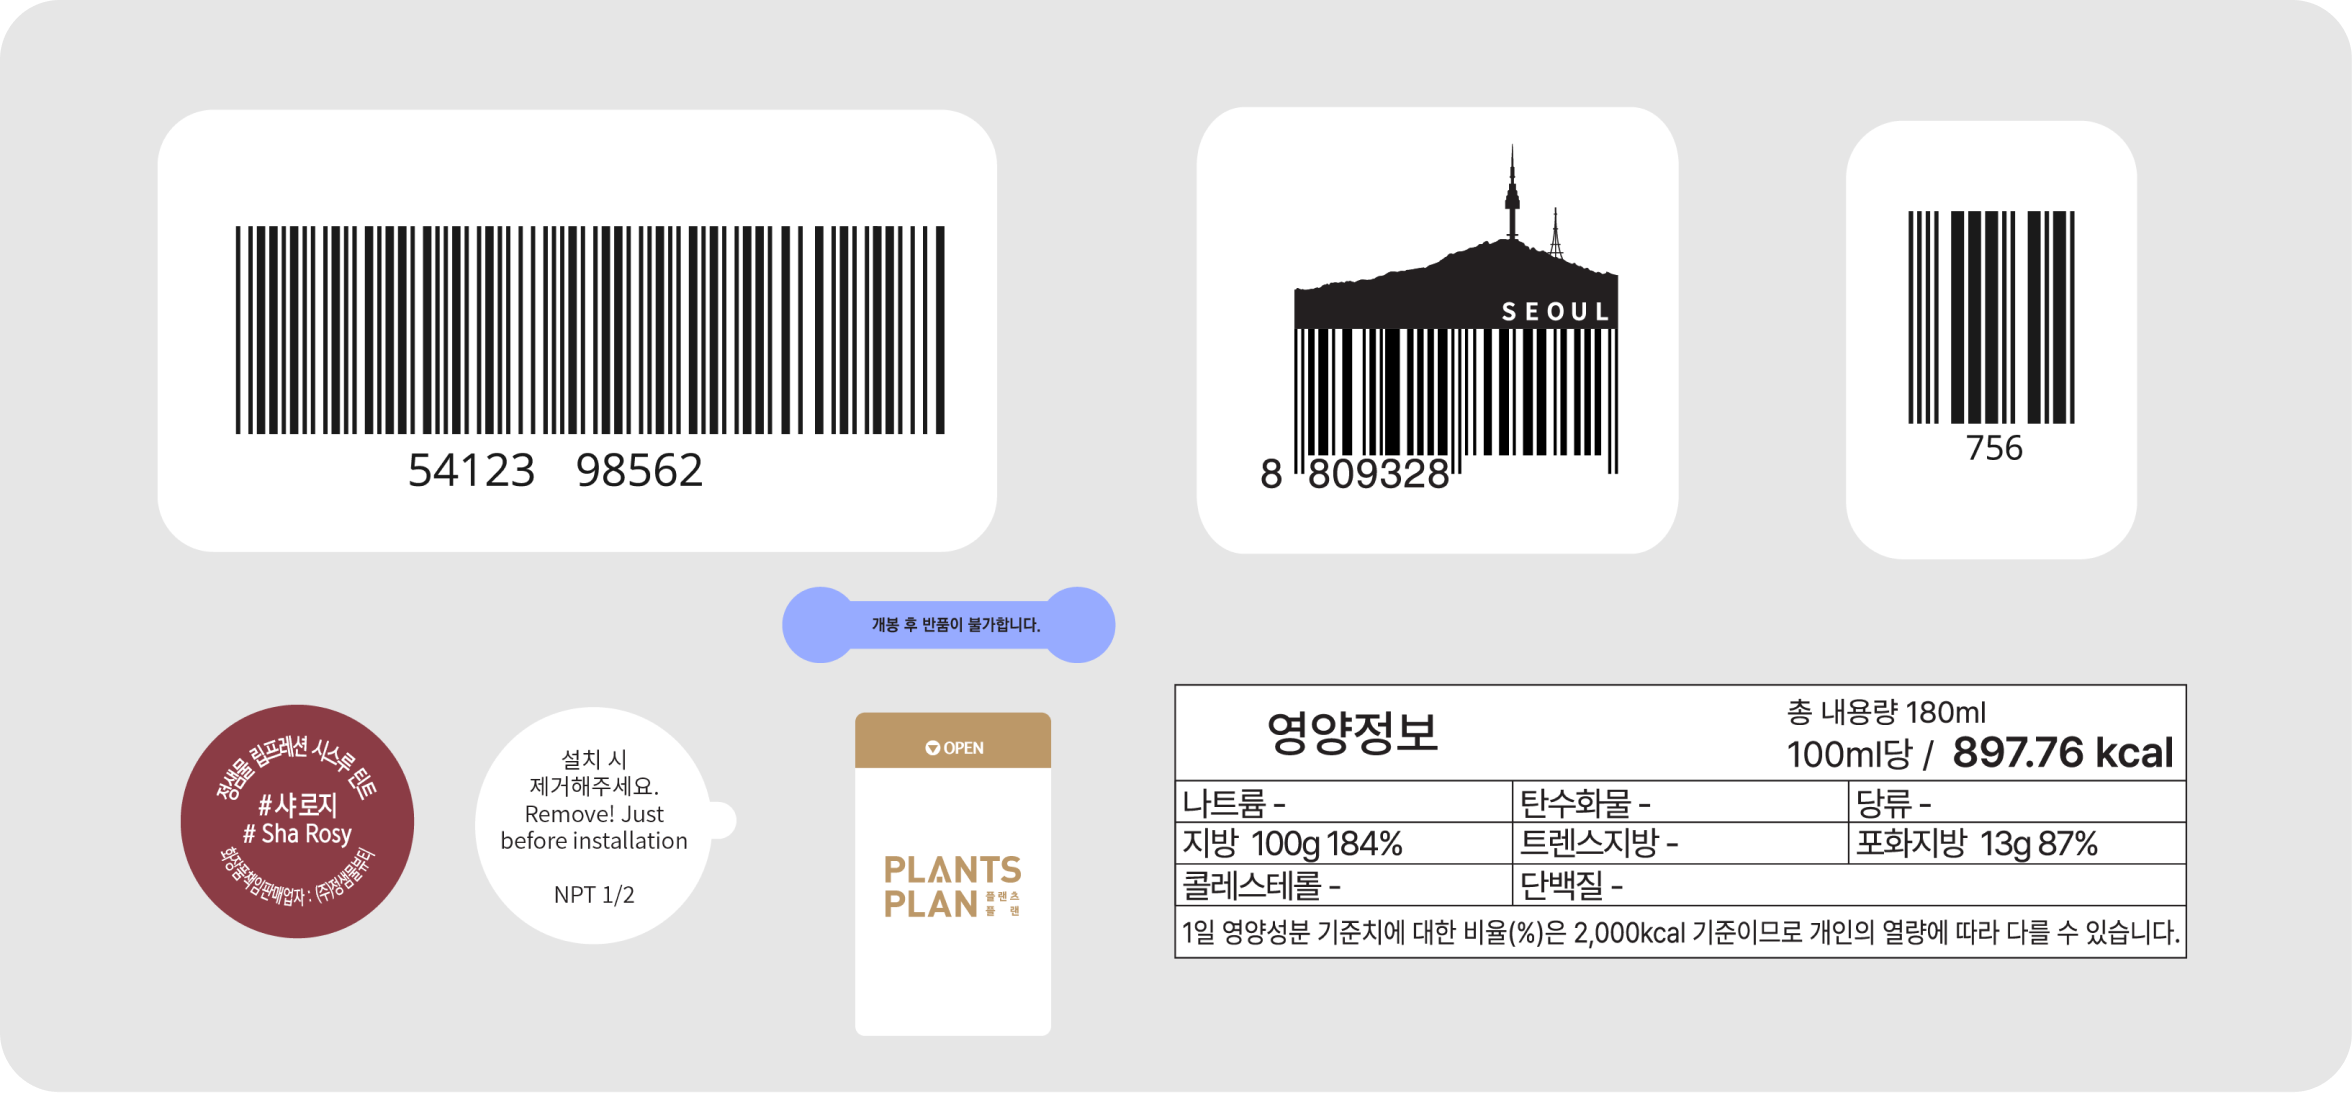 SEOUL
54123 98562
8 809328
756
개봉 후 반품이 불가합니다.
정샘물 립프레션 시스루 틴트
#샤로지
# Sha Rosy
화장품책임판매업자 : (주)정샘물뷰티
설치 시
제거해주세요.
Remove! Just
before installation
NPT 1/2
OPEN
PLANTS
PLAN 플랜츠
플 랜
영양정보
총 내용량 180ml
100ml당 / 897.76 kcal
나트륨 - 탄수화물 - 당류 -
지방 100g 184% 트렌스지방 - 포화지방 13g 87%
콜레스테롤 - 단백질 -
1일 영양성분 기준치에 대한 비율(%)은 2,000kcal 기준이므로 개인의 열량에 따라 다를 수 있습니다.